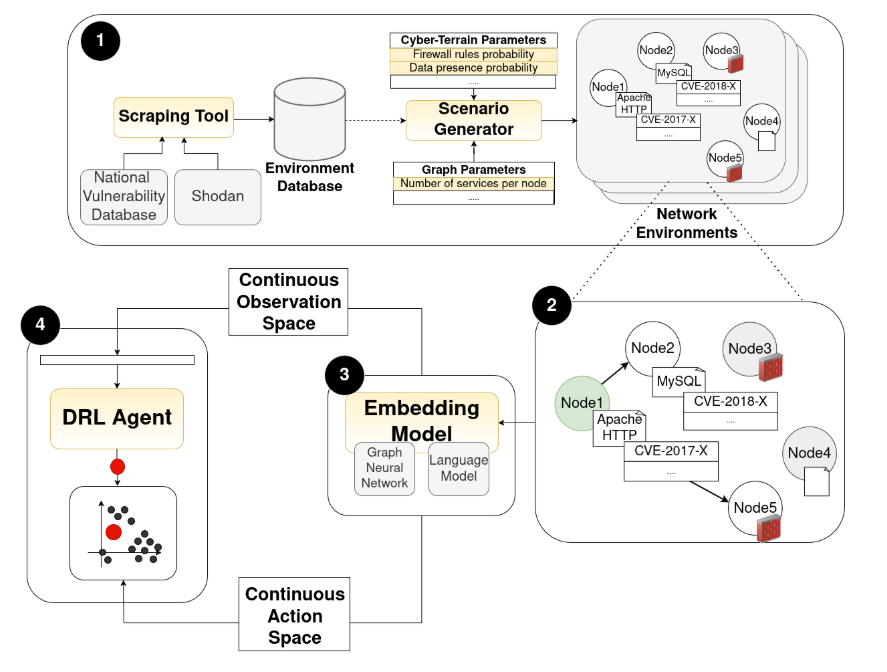 1
Scraping Tool
National
Vulnerability
Database
Shodan
Environment
Database
Cyber-Terrain Parameters
Firewall rules probability
Data presence probability
.....
Scenario
Generator
Graph Parameters
Number of services per node
.....
Node2
Node3
MySQL
Node1
CVE-2018-X
....
Apache
HTTP
CVE-2017-X
....
Node4
Node5
Network
Environments
2
Node2
Node3
MySQL
Node1
CVE-2018-X
....
Apache
HTTP
CVE-2017-X
....
Node4
Node5
3
Embedding
Model
Graph
Neural
Network
Language
Model
Continuous
Observation
Space
4
DRL Agent
Continuous
Action
Space